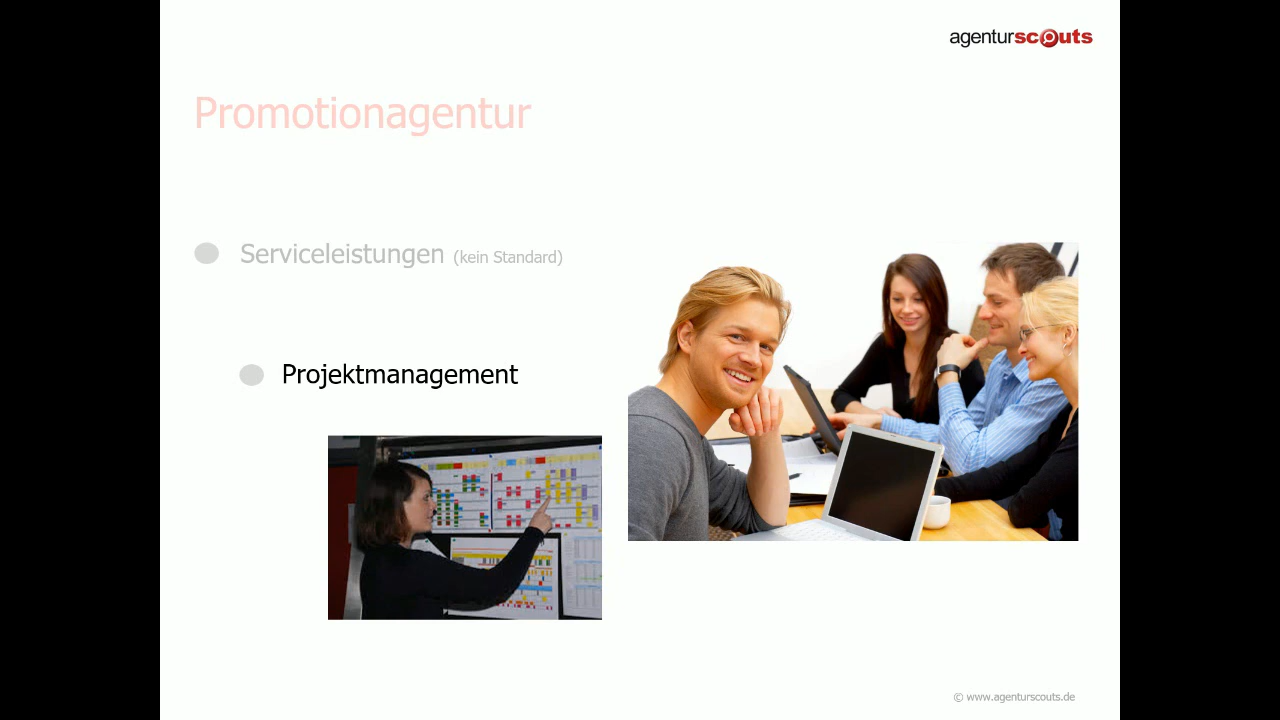 agenturscouts
Promotionagentur
Serviceleistungen (kein Standard)
Projektmanagement
© www.agenturscouts.de